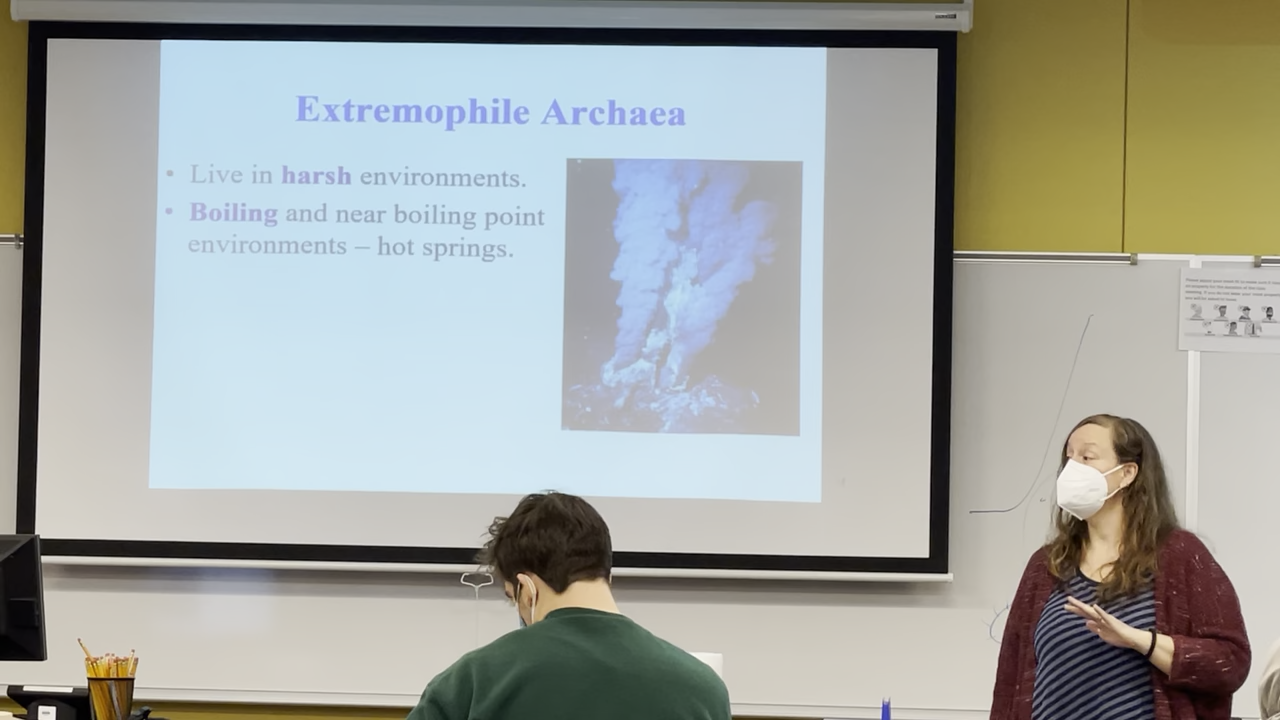 Extremophile Archaea
• Live in harsh environments.
• Boiling and near boiling point
environments – hot springs.